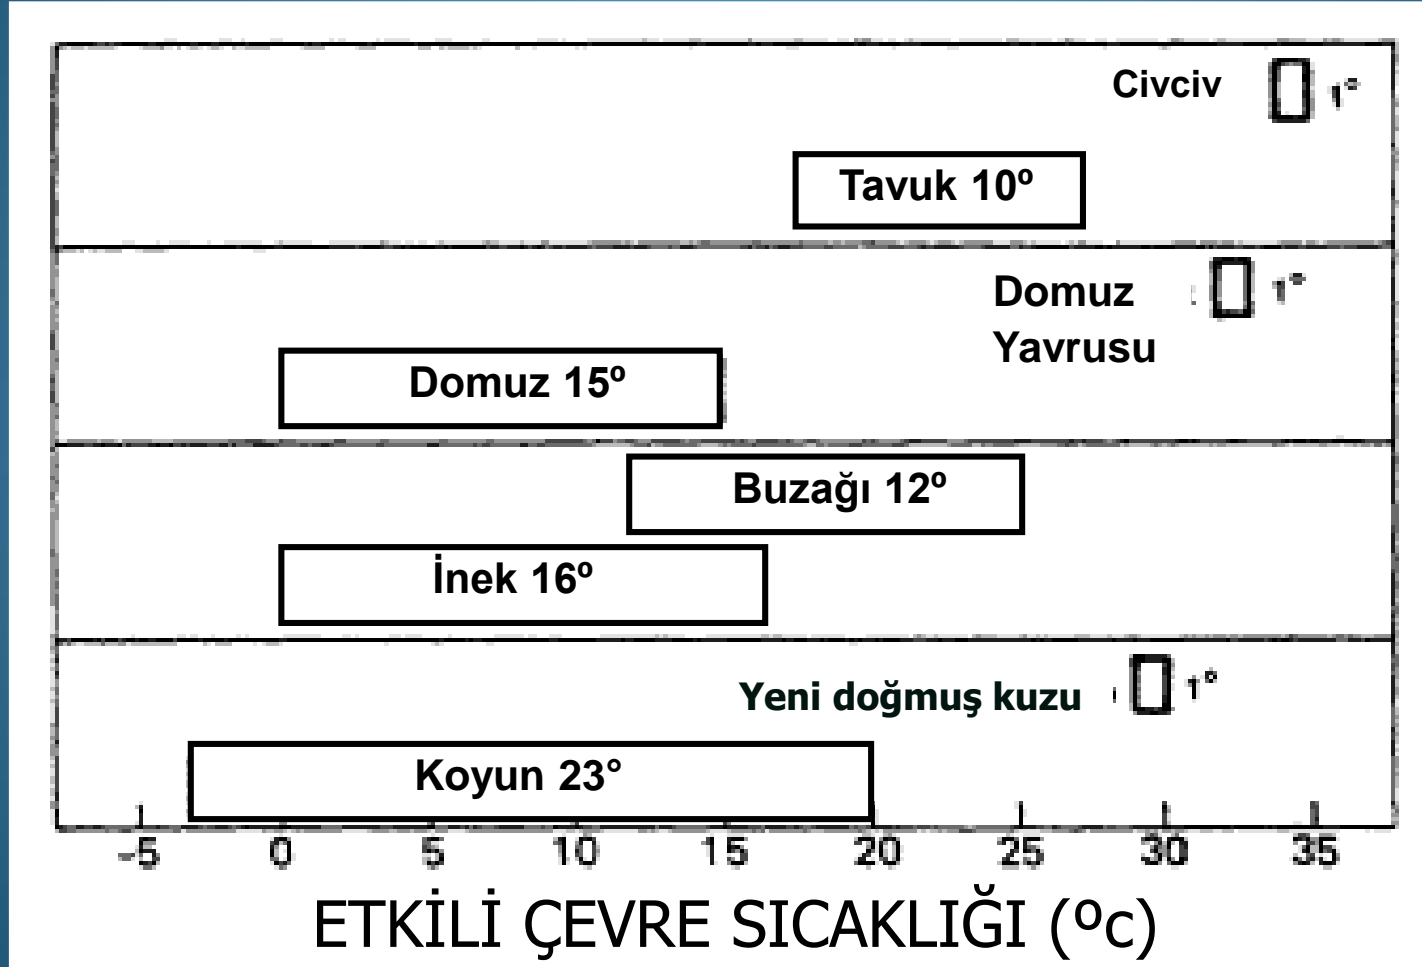 Civciv 1°
Tavuk 10º
Domuz 1°
Yavrusu
Domuz 15º
Buzağı 12º
İnek 16º
Yeni doğmuş kuzu 1°
Koyun 23°
-5 0 5 10 15 20 25 30 35
ETKİLİ ÇEVRE SICAKLIĞI (ºc)